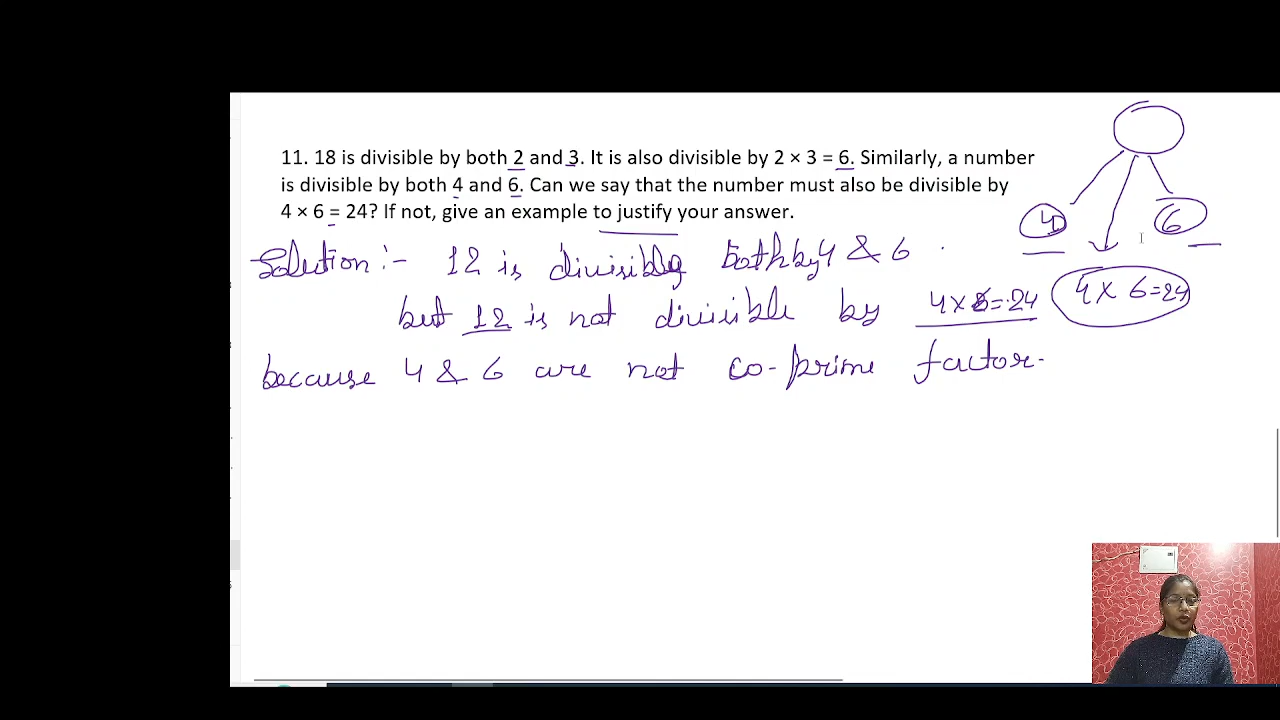 11. 18 is divisible by both 2 and 3. It is also divisible by 2 × 3 = 6. Similarly, a number
is divisible by both 4 and 6. Can we say that the number must also be divisible by
4 × 6 = 24? If not, give an example to justify your answer.
4 6
4 × 6 = 24
Solution :- 12 is divisible both by 4 & 6 .
but 12 is not divisible by 4 × 6 = 24
because 4 & 6 are not co-prime factor.